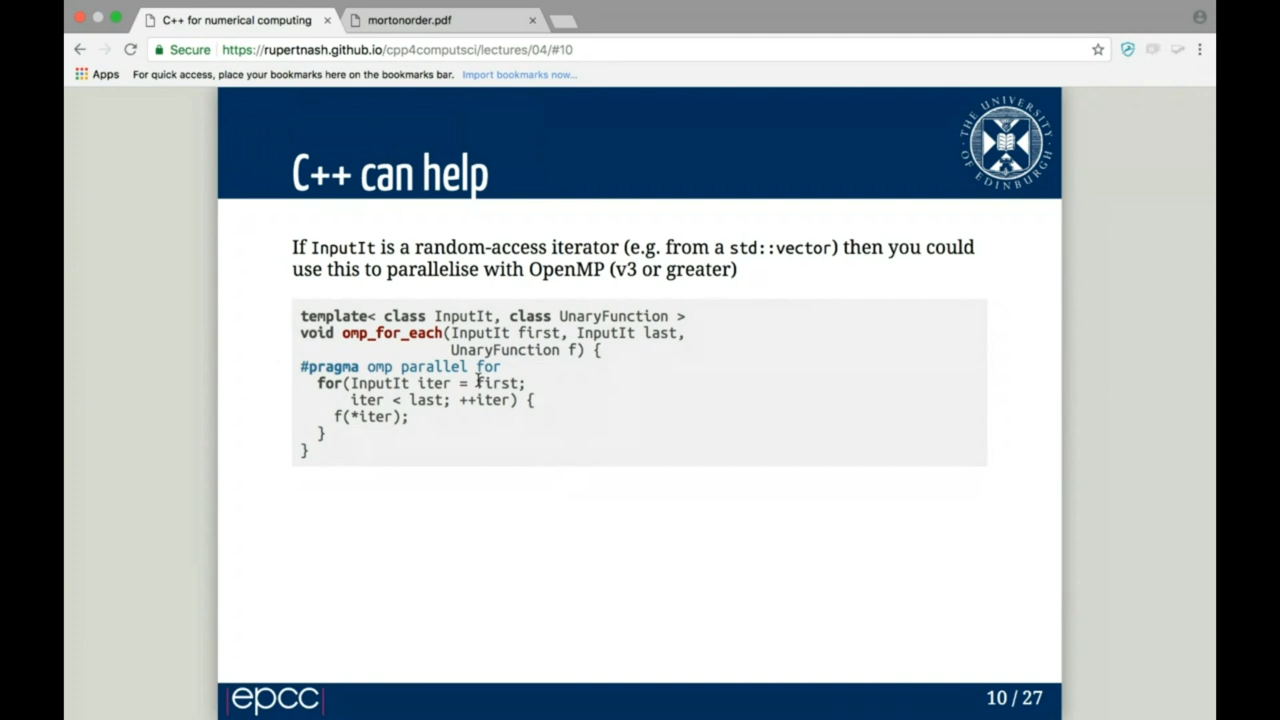 C++ for numerical computing
mortonorder.pdf
Secure https://rupertnash.github.io/cpp4computsci/lectures/04/#10
Apps For quick access, place your bookmarks here on the bookmarks bar. Import bookmarks now...
THE UNIVERSITY OF EDINBURGH
C++ can help
If InputIt is a random-access iterator (e.g. from a std::vector) then you could
use this to parallelise with OpenMP (v3 or greater)
template< class InputIt, class UnaryFunction >
void omp_for_each(InputIt first, InputIt last,
UnaryFunction f) {
#pragma omp parallel for
for(InputIt iter = first;
iter < last; ++iter) {
f(*iter);
}
}
epcc
10 / 27